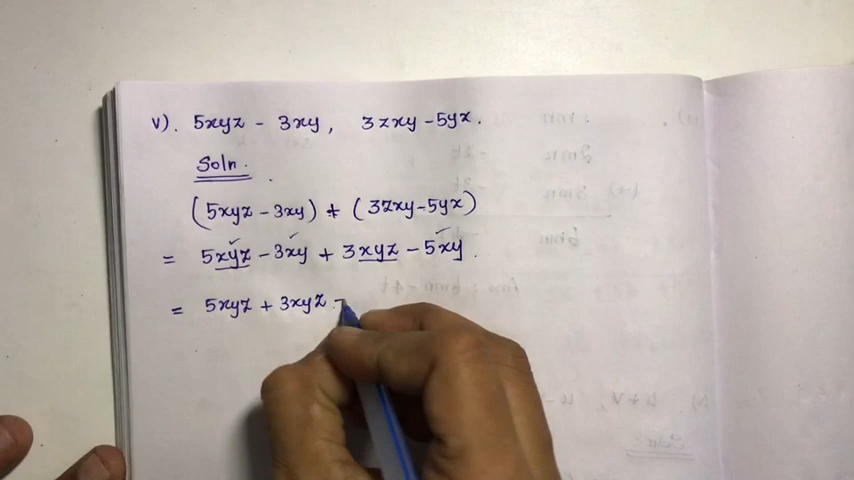 v). 5xyz - 3xy, 3zxy - 5yx.
Soln.
(5xyz - 3xy) + (3zxy - 5yx)
= 5xyz - 3xy + 3xyz - 5xy.
= 5xyz + 3xyz -